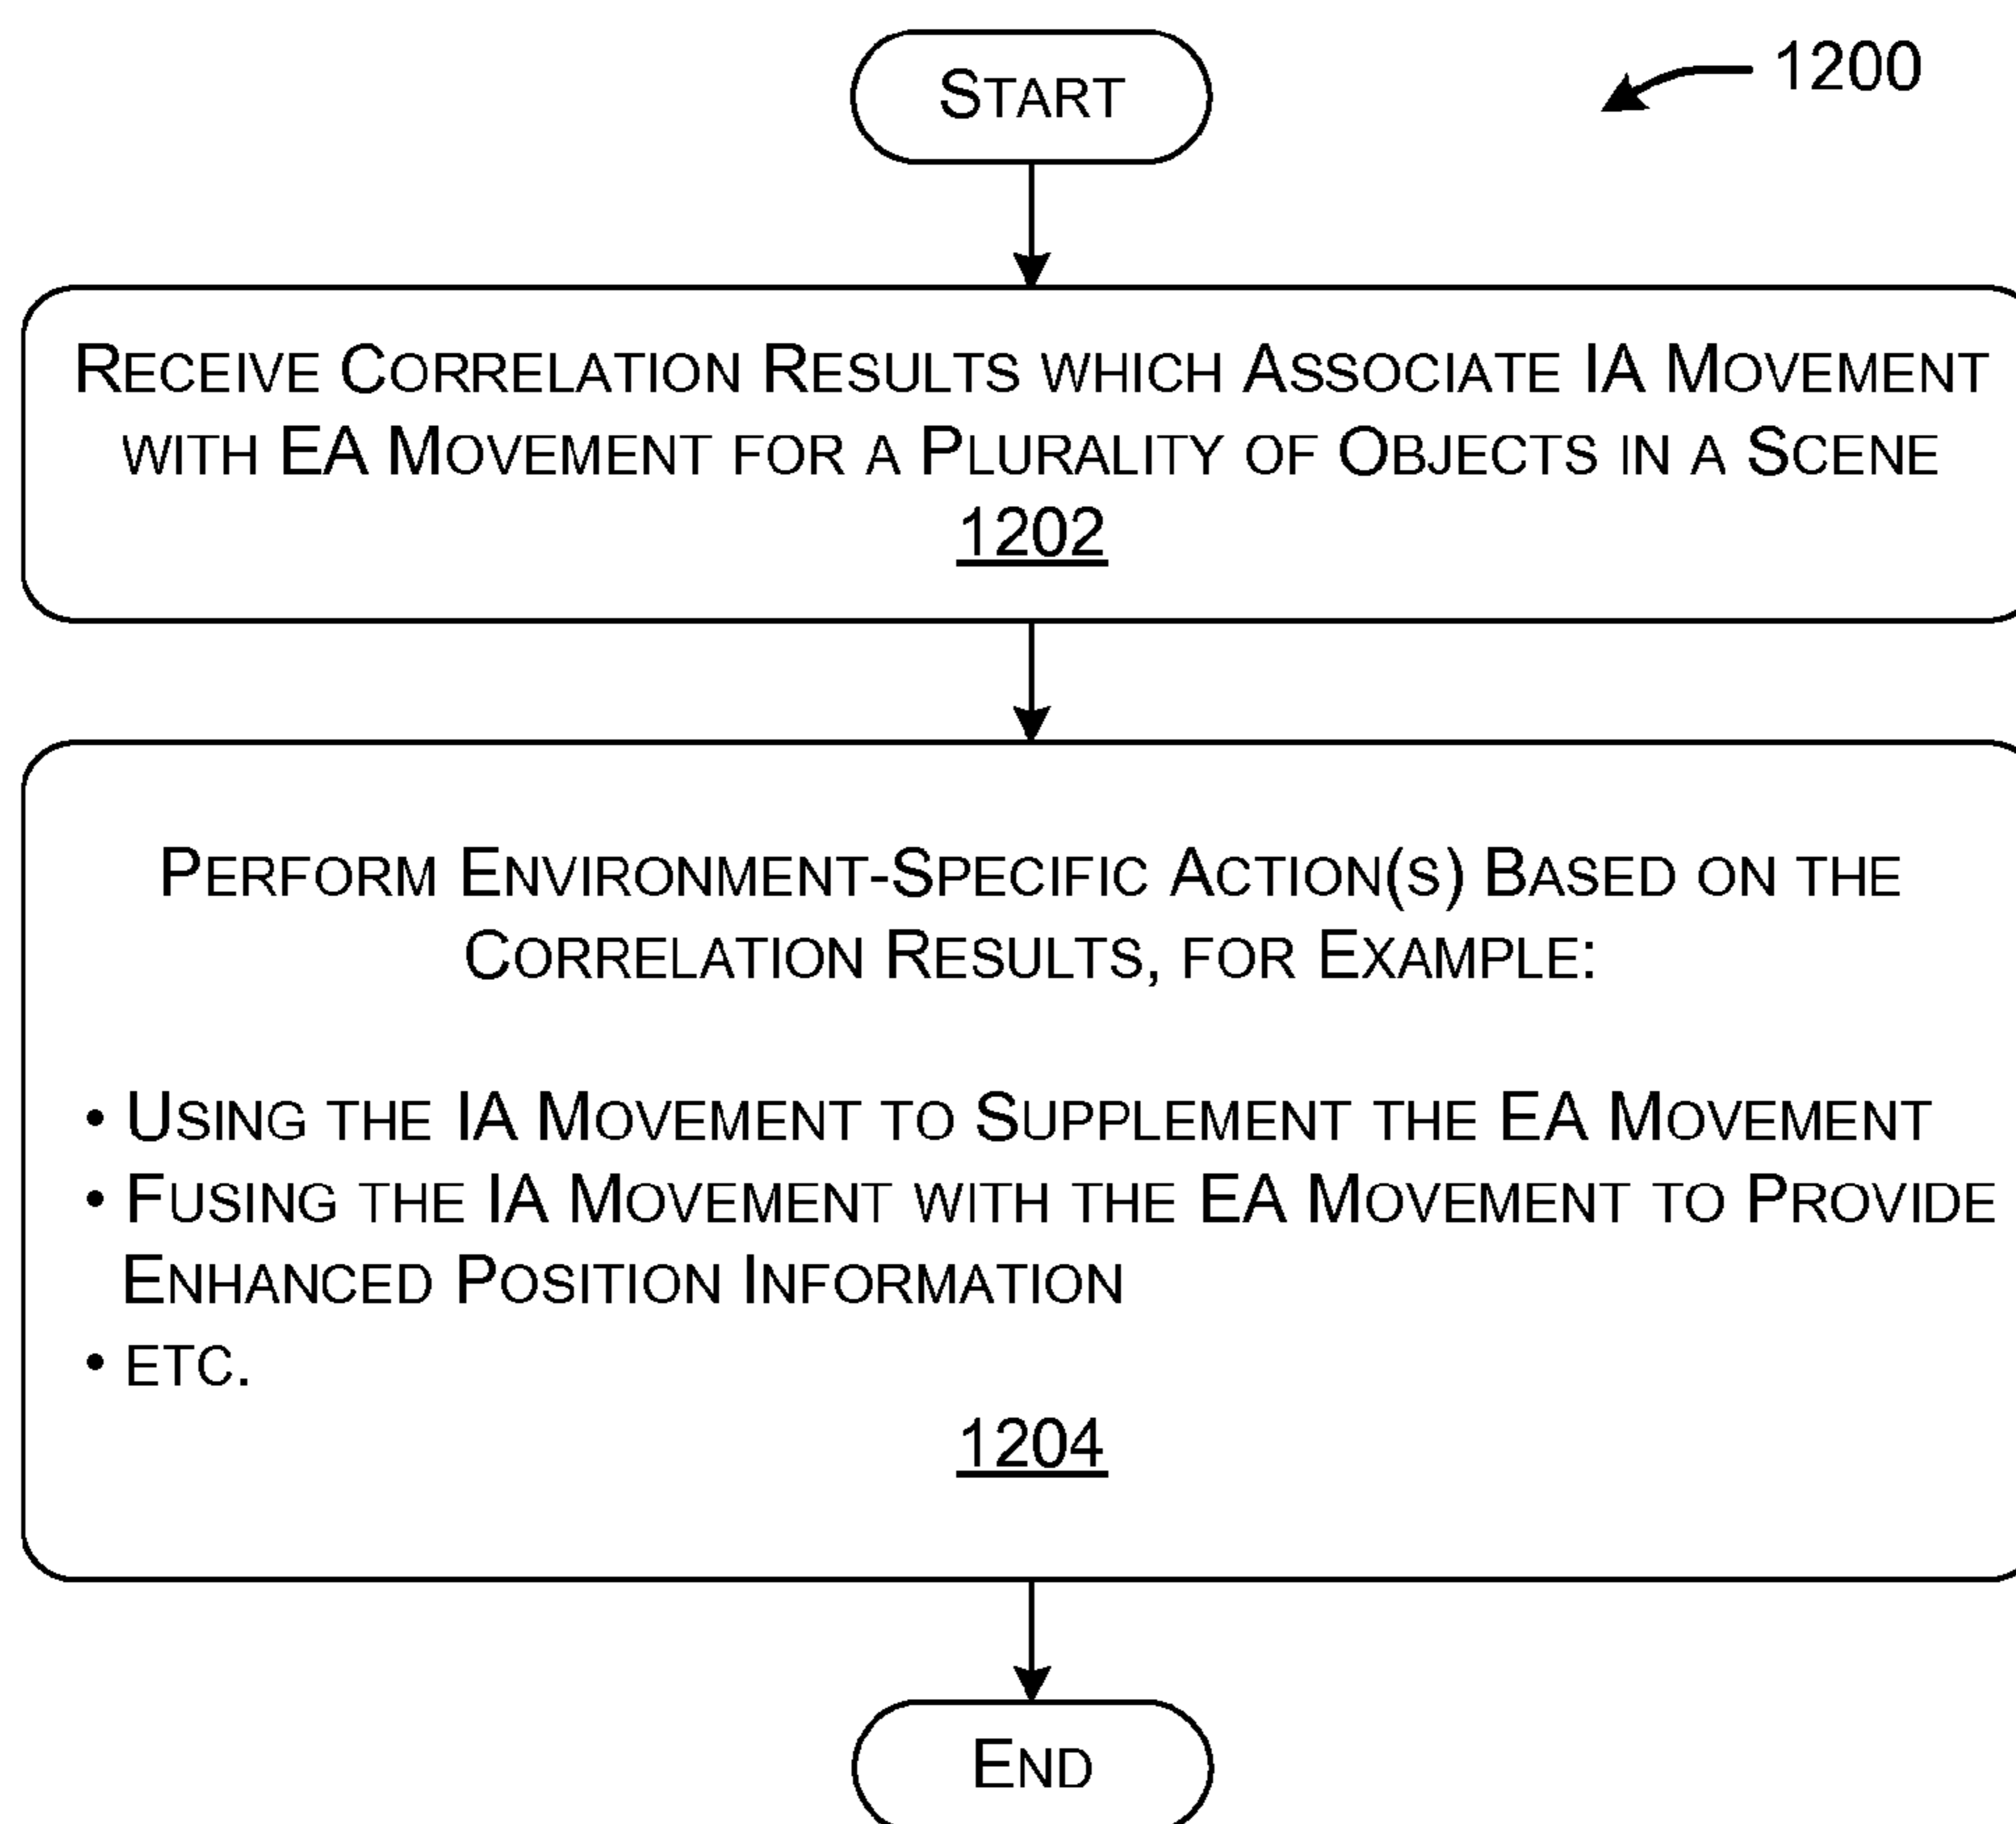 START
1200
RECEIVE CORRELATION RESULTS WHICH ASSOCIATE IA MOVEMENT
WITH EA MOVEMENT FOR A PLURALITY OF OBJECTS IN A SCENE
1202
PERFORM ENVIRONMENT-SPECIFIC ACTION(S) BASED ON THE
CORRELATION RESULTS, FOR EXAMPLE:
• USING THE IA MOVEMENT TO SUPPLEMENT THE EA MOVEMENT
• FUSING THE IA MOVEMENT WITH THE EA MOVEMENT TO PROVIDE
ENHANCED POSITION INFORMATION
• ETC.
1204
END